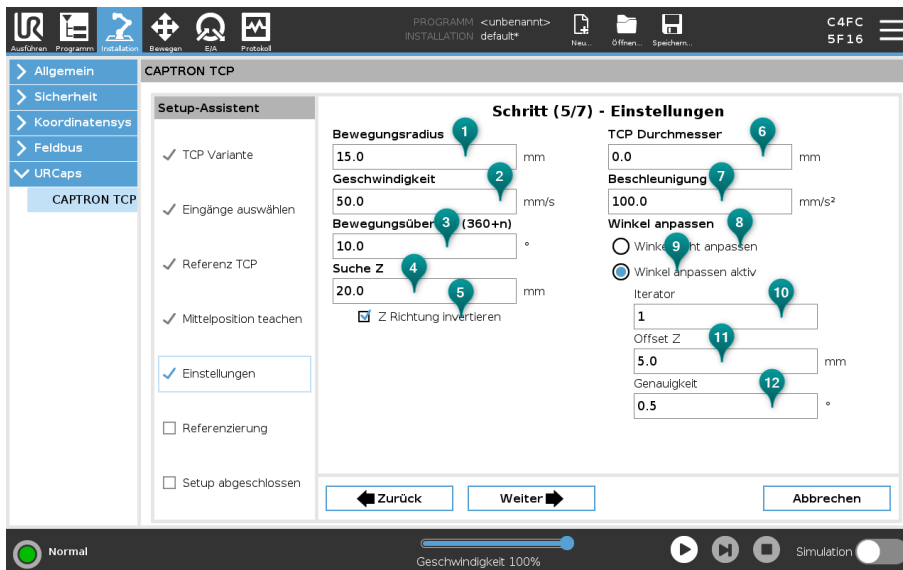 PROGRAMM <unbenannt>
INSTALLATION default*
C4FC
5F16
Ausführen
Programm
Installation
Bewegen
E/A
Protokoll
Neu...
Öffnen...
Speichern...
Allgemein
Sicherheit
Koordinatensys
Feldbus
URCaps
CAPTRON TCP
CAPTRON TCP
Setup-Assistent
TCP Variante
Eingänge auswählen
Referenz TCP
Mittelposition teachen
Einstellungen
Referenzierung
Setup abgeschlossen
Schritt (5/7) - Einstellungen
Bewegungsradius 1
15.0 mm
Geschwindigkeit 2
50.0 mm/s
3 (360+n)
10.0 °
Suche Z 4
20.0 mm
5
Z Richtung invertieren
TCP Durchmesser 6
0.0 mm
Beschleunigung 7
100.0 mm/s²
Winkel anpassen 8
9 anpassen
Winkel anpassen aktiv
Iterator 10
1
Offset Z 11
5.0 mm
Genauigkeit 12
0.5 °
Zurück
Weiter
Abbrechen
Normal
Geschwindigkeit 100%
Simulation